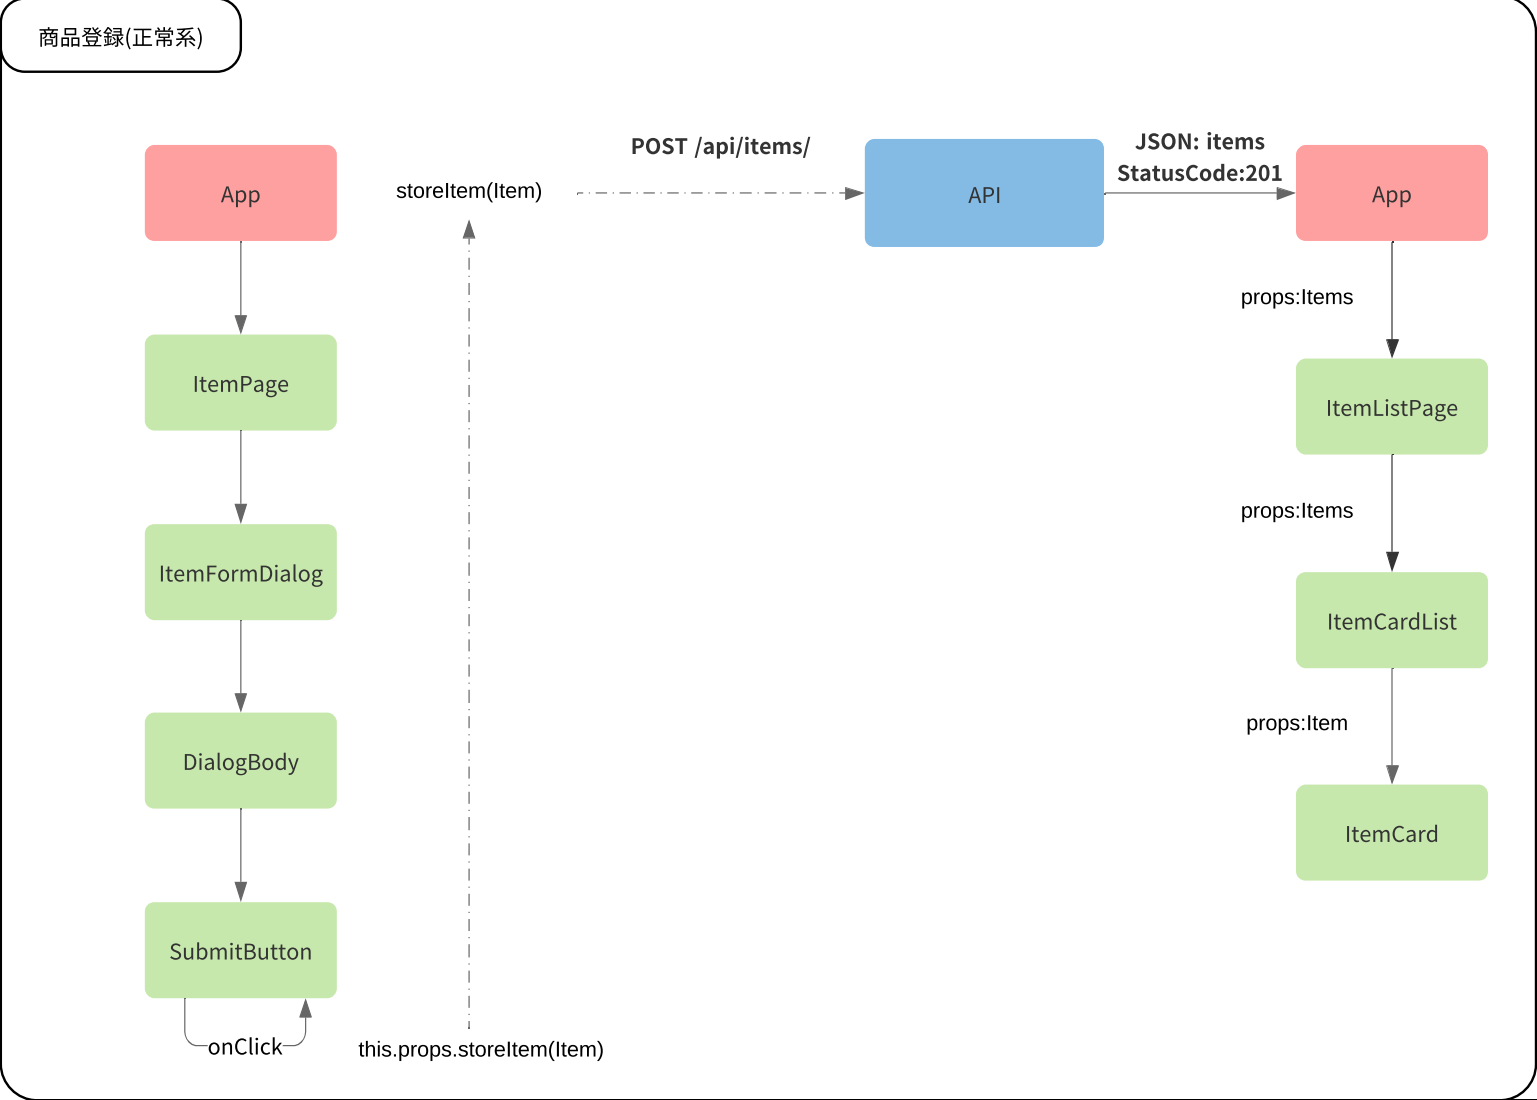 商品登録(正常系)
App
ItemPage
ItemFormDialog
DialogBody
SubmitButton
onClick
this.props.storeItem(Item)
storeItem(Item)
POST /api/items/
API
JSON: items
StatusCode:201
App
props:Items
ItemListPage
props:Items
ItemCardList
props:Item
ItemCard